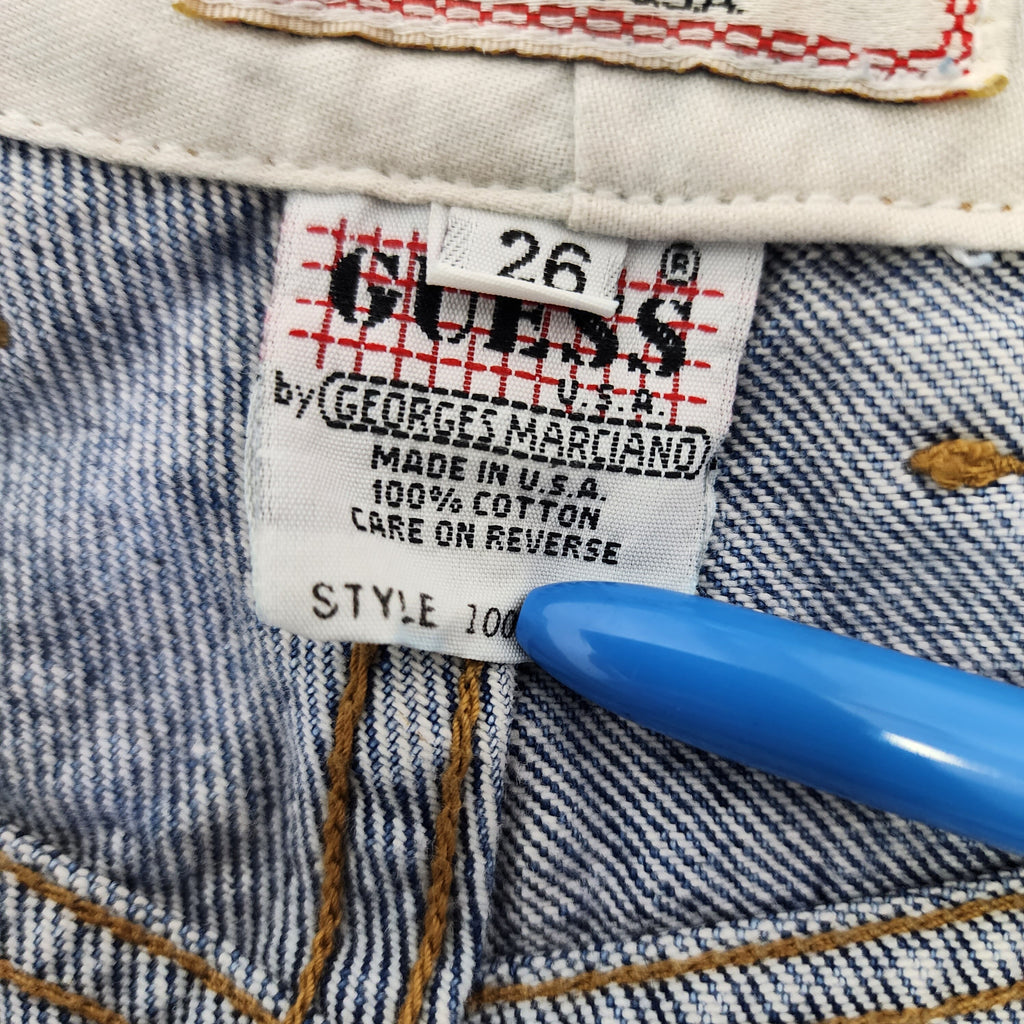 U.S.A.
26
GUESS ®
U.S.A.
by GEORGES MARCIANO
MADE IN U.S.A.
100% COTTON
CARE ON REVERSE
STYLE 100